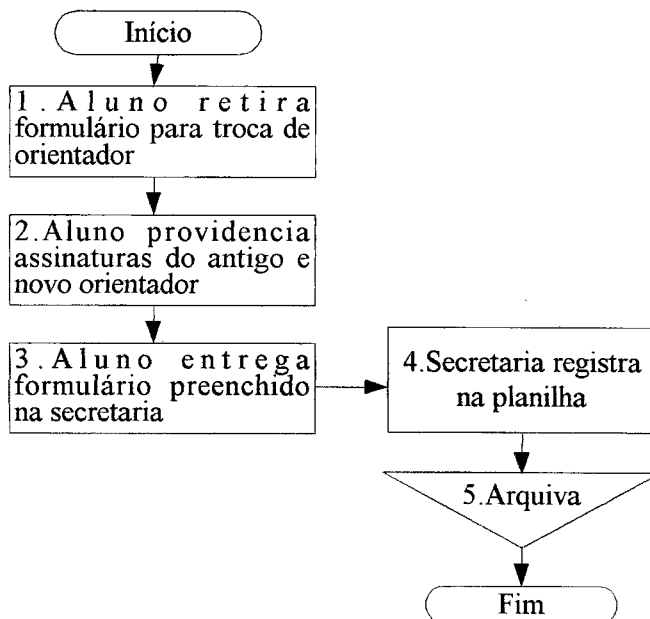 Início
1.Aluno retira
formulário para troca de
orientador
2.Aluno providencia
assinaturas do antigo e
novo orientador
3.Aluno entrega
formulário preenchido
na secretaria
4.Secretaria registra
na planilha
5.Arquiva
Fim